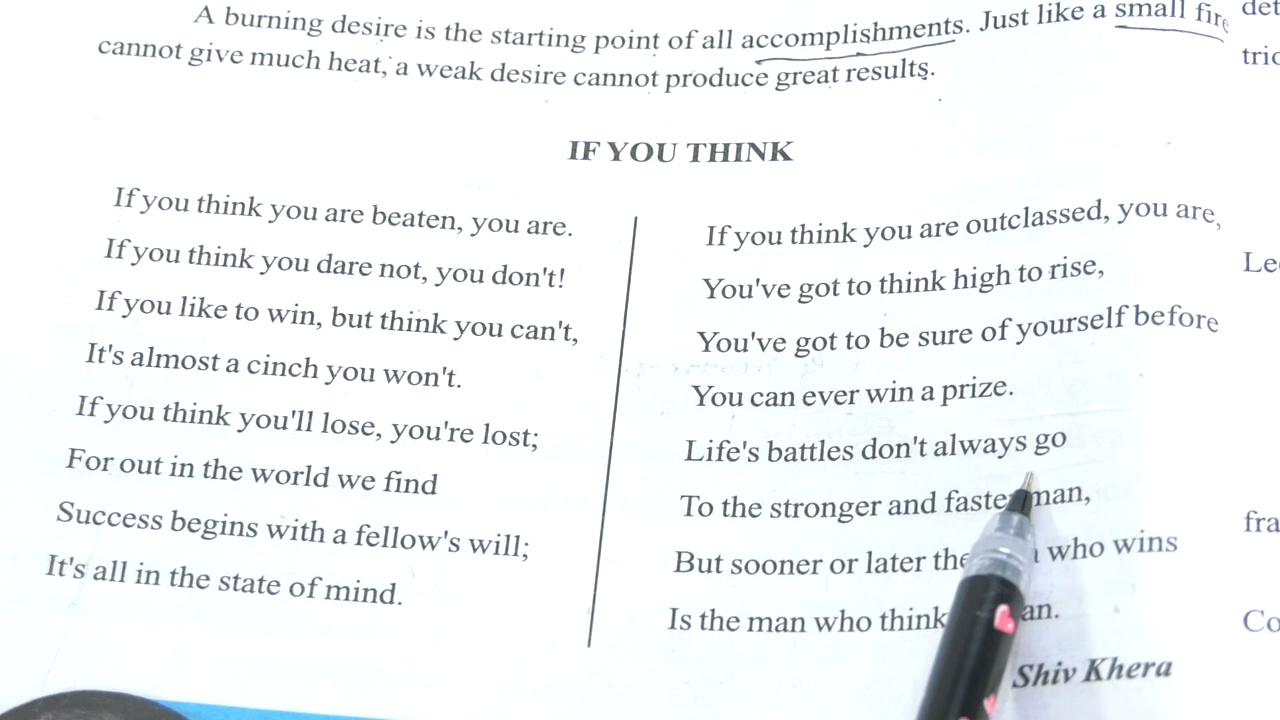 A burning desire is the starting point of all accomplishments. Just like a small fire
cannot give much heat, a weak desire cannot produce great results.
IF YOU THINK
If you think you are beaten, you are.
If you think you dare not, you don't!
If you like to win, but think you can't,
It's almost a cinch you won't.
If you think you'll lose, you're lost;
For out in the world we find
Success begins with a fellow's will;
It's all in the state of mind.
If you think you are outclassed, you are,
You've got to think high to rise,
You've got to be sure of yourself before
You can ever win a prize.
Life's battles don't always go
To the stronger and faster man,
But sooner or later the who wins
Is the man who think an.
Shiv Khera
det
tric
Le
fra
Co